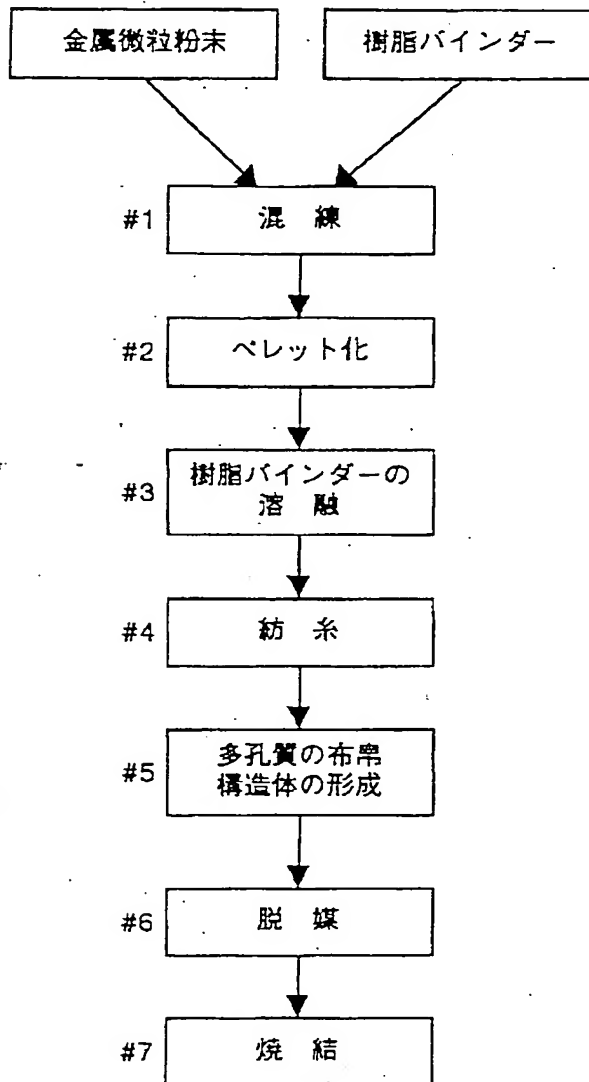 金属微粒粉末
樹脂バインダー
#1
混 練
#2
ペレット化
#3
樹脂バインダーの
溶 融
#4
紡 糸
#5
多孔質の布帛
構造体の形成
#6
脱 媒
#7
焼 結